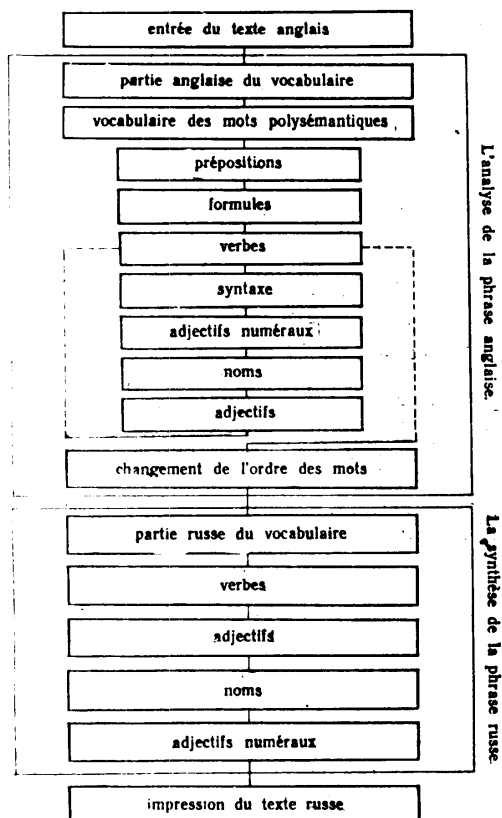 entrée du texte anglais
partie anglaise du vocabulaire
vocabulaire des mots polysémantiques
prépositions
formules
verbes
syntaxe
adjectifs numéraux
noms
adjectifs
changement de l'ordre des mots
L'analyse de la phrase anglaise.
partie russe du vocabulaire
verbes
adjectifs
noms
adjectifs numéraux
La synthèse de la phrase russe.
impression du texte russe